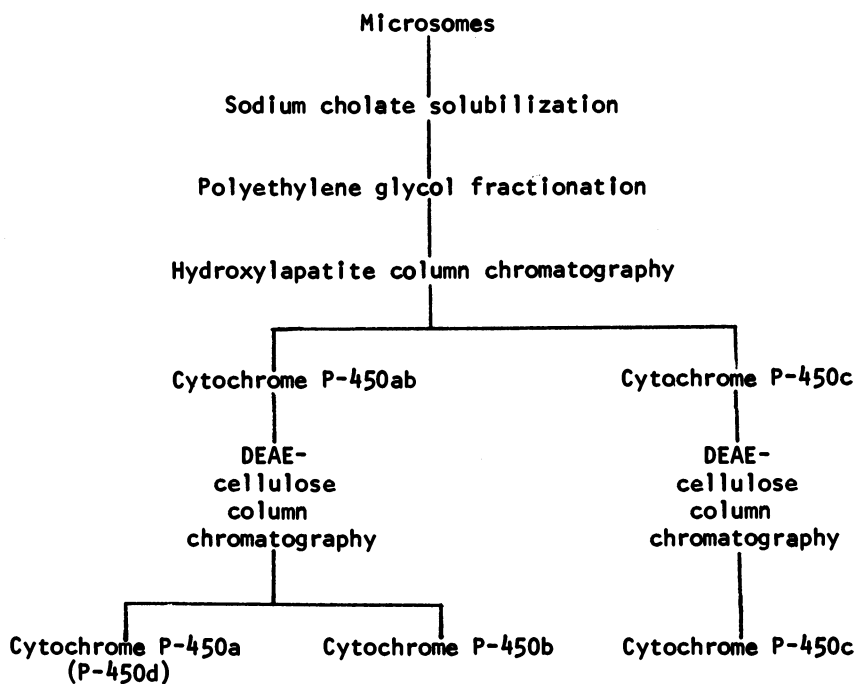 Microsomes
Sodium cholate solubilization
Polyethylene glycol fractionation
Hydroxylapatite column chromatography
Cytochrome P-450ab
Cytochrome P-450c
DEAE-
cellulose
column
chromatography
DEAE-
cellulose
column
chromatography
Cytochrome P-450a
(P-450d)
Cytochrome P-450b
Cytochrome P-450c